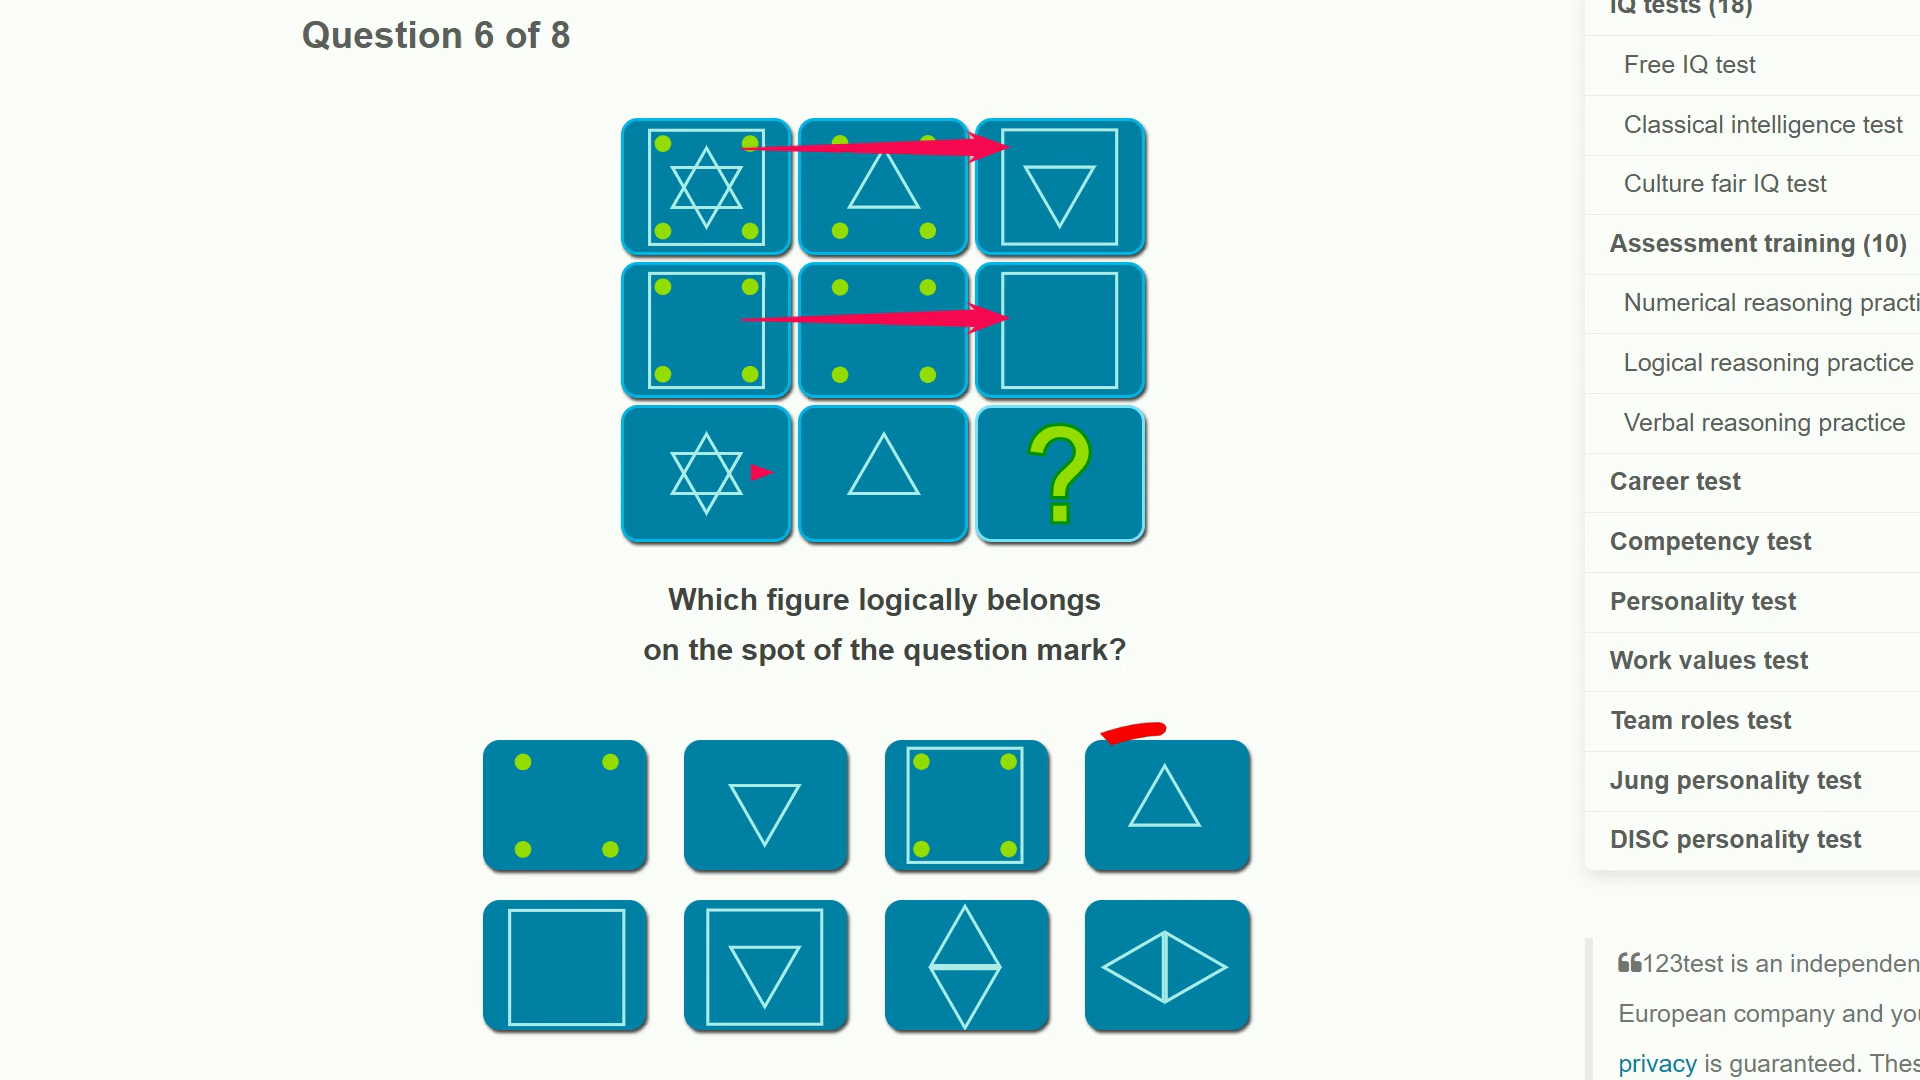 Question 6 of 8
?
Which figure logically belongs
on the spot of the question mark?
IQ tests (18)
Free IQ test
Classical intelligence test
Culture fair IQ test
Assessment training (10)
Numerical reasoning practi
Logical reasoning practice
Verbal reasoning practice
Career test
Competency test
Personality test
Work values test
Team roles test
Jung personality test
DISC personality test
❝123test is an independen
European company and you
privacy is guaranteed. Thes